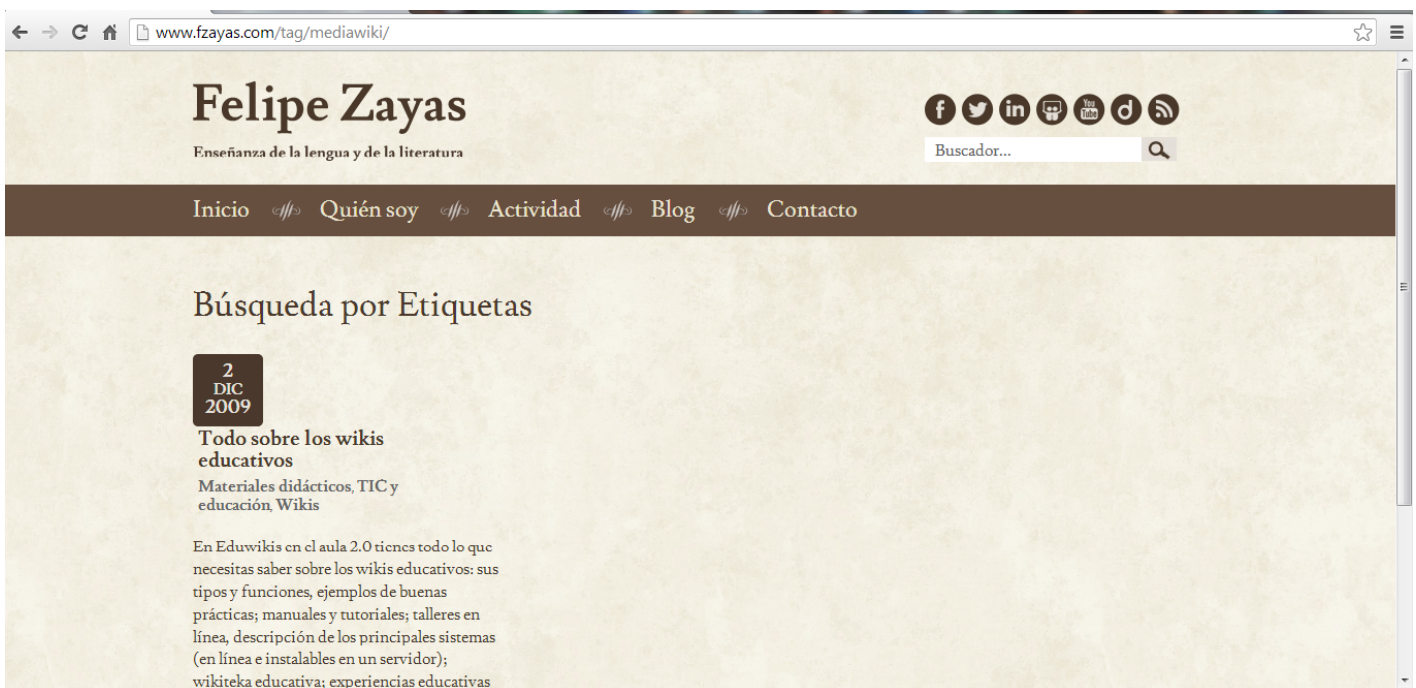 www.fzayas.com/tag/mediawiki/
Felipe Zayas
Enseñanza de la lengua y de la literatura
You
Tube
Buscador...
Inicio Quién soy Actividad Blog Contacto
Búsqueda por Etiquetas
2
DIC
2009
Todo sobre los wikis
educativos
Materiales didácticos, TIC y
educación, Wikis
En Eduwikis en el aula 2.0 tienes todo lo que
necesitas saber sobre los wikis educativos: sus
tipos y funciones, ejemplos de buenas
prácticas; manuales y tutoriales; talleres en
línea, descripción de los principales sistemas
(en línea e instalables en un servidor);
wikiteka educativa; experiencias educativas